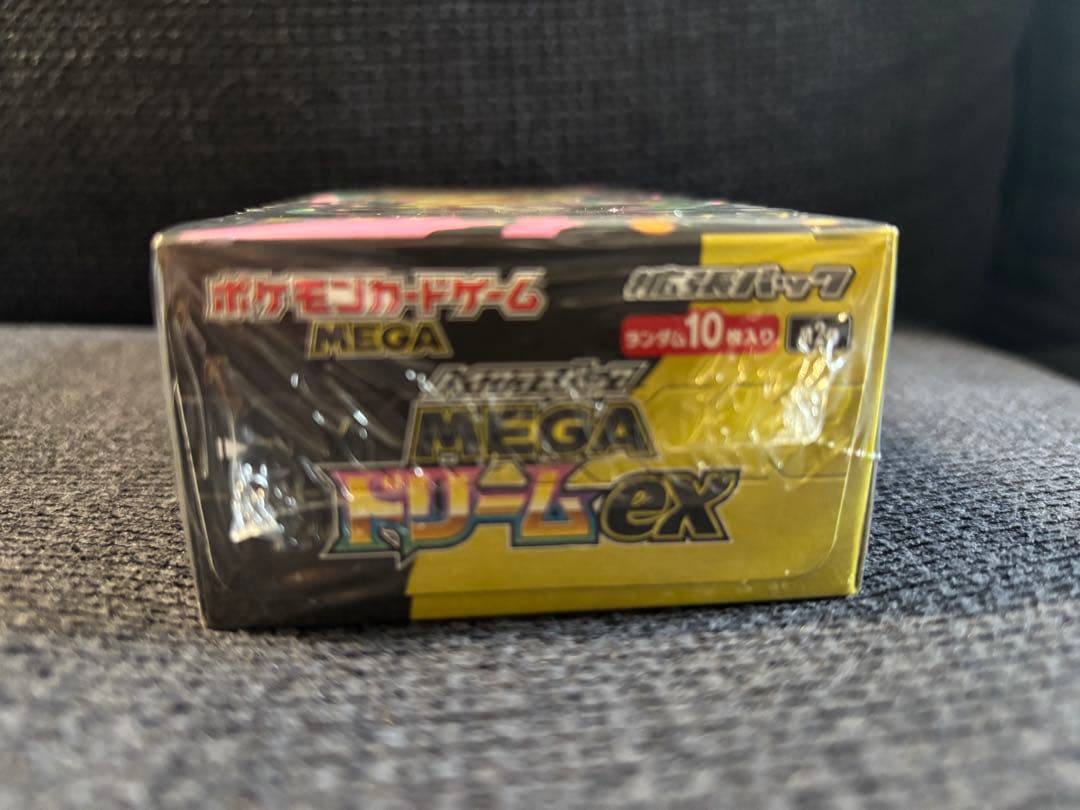 ポケモンカードゲーム
MEGA
拡張パック
ランダム10枚入り
ハイクラスパック
MEGA
ドリームex